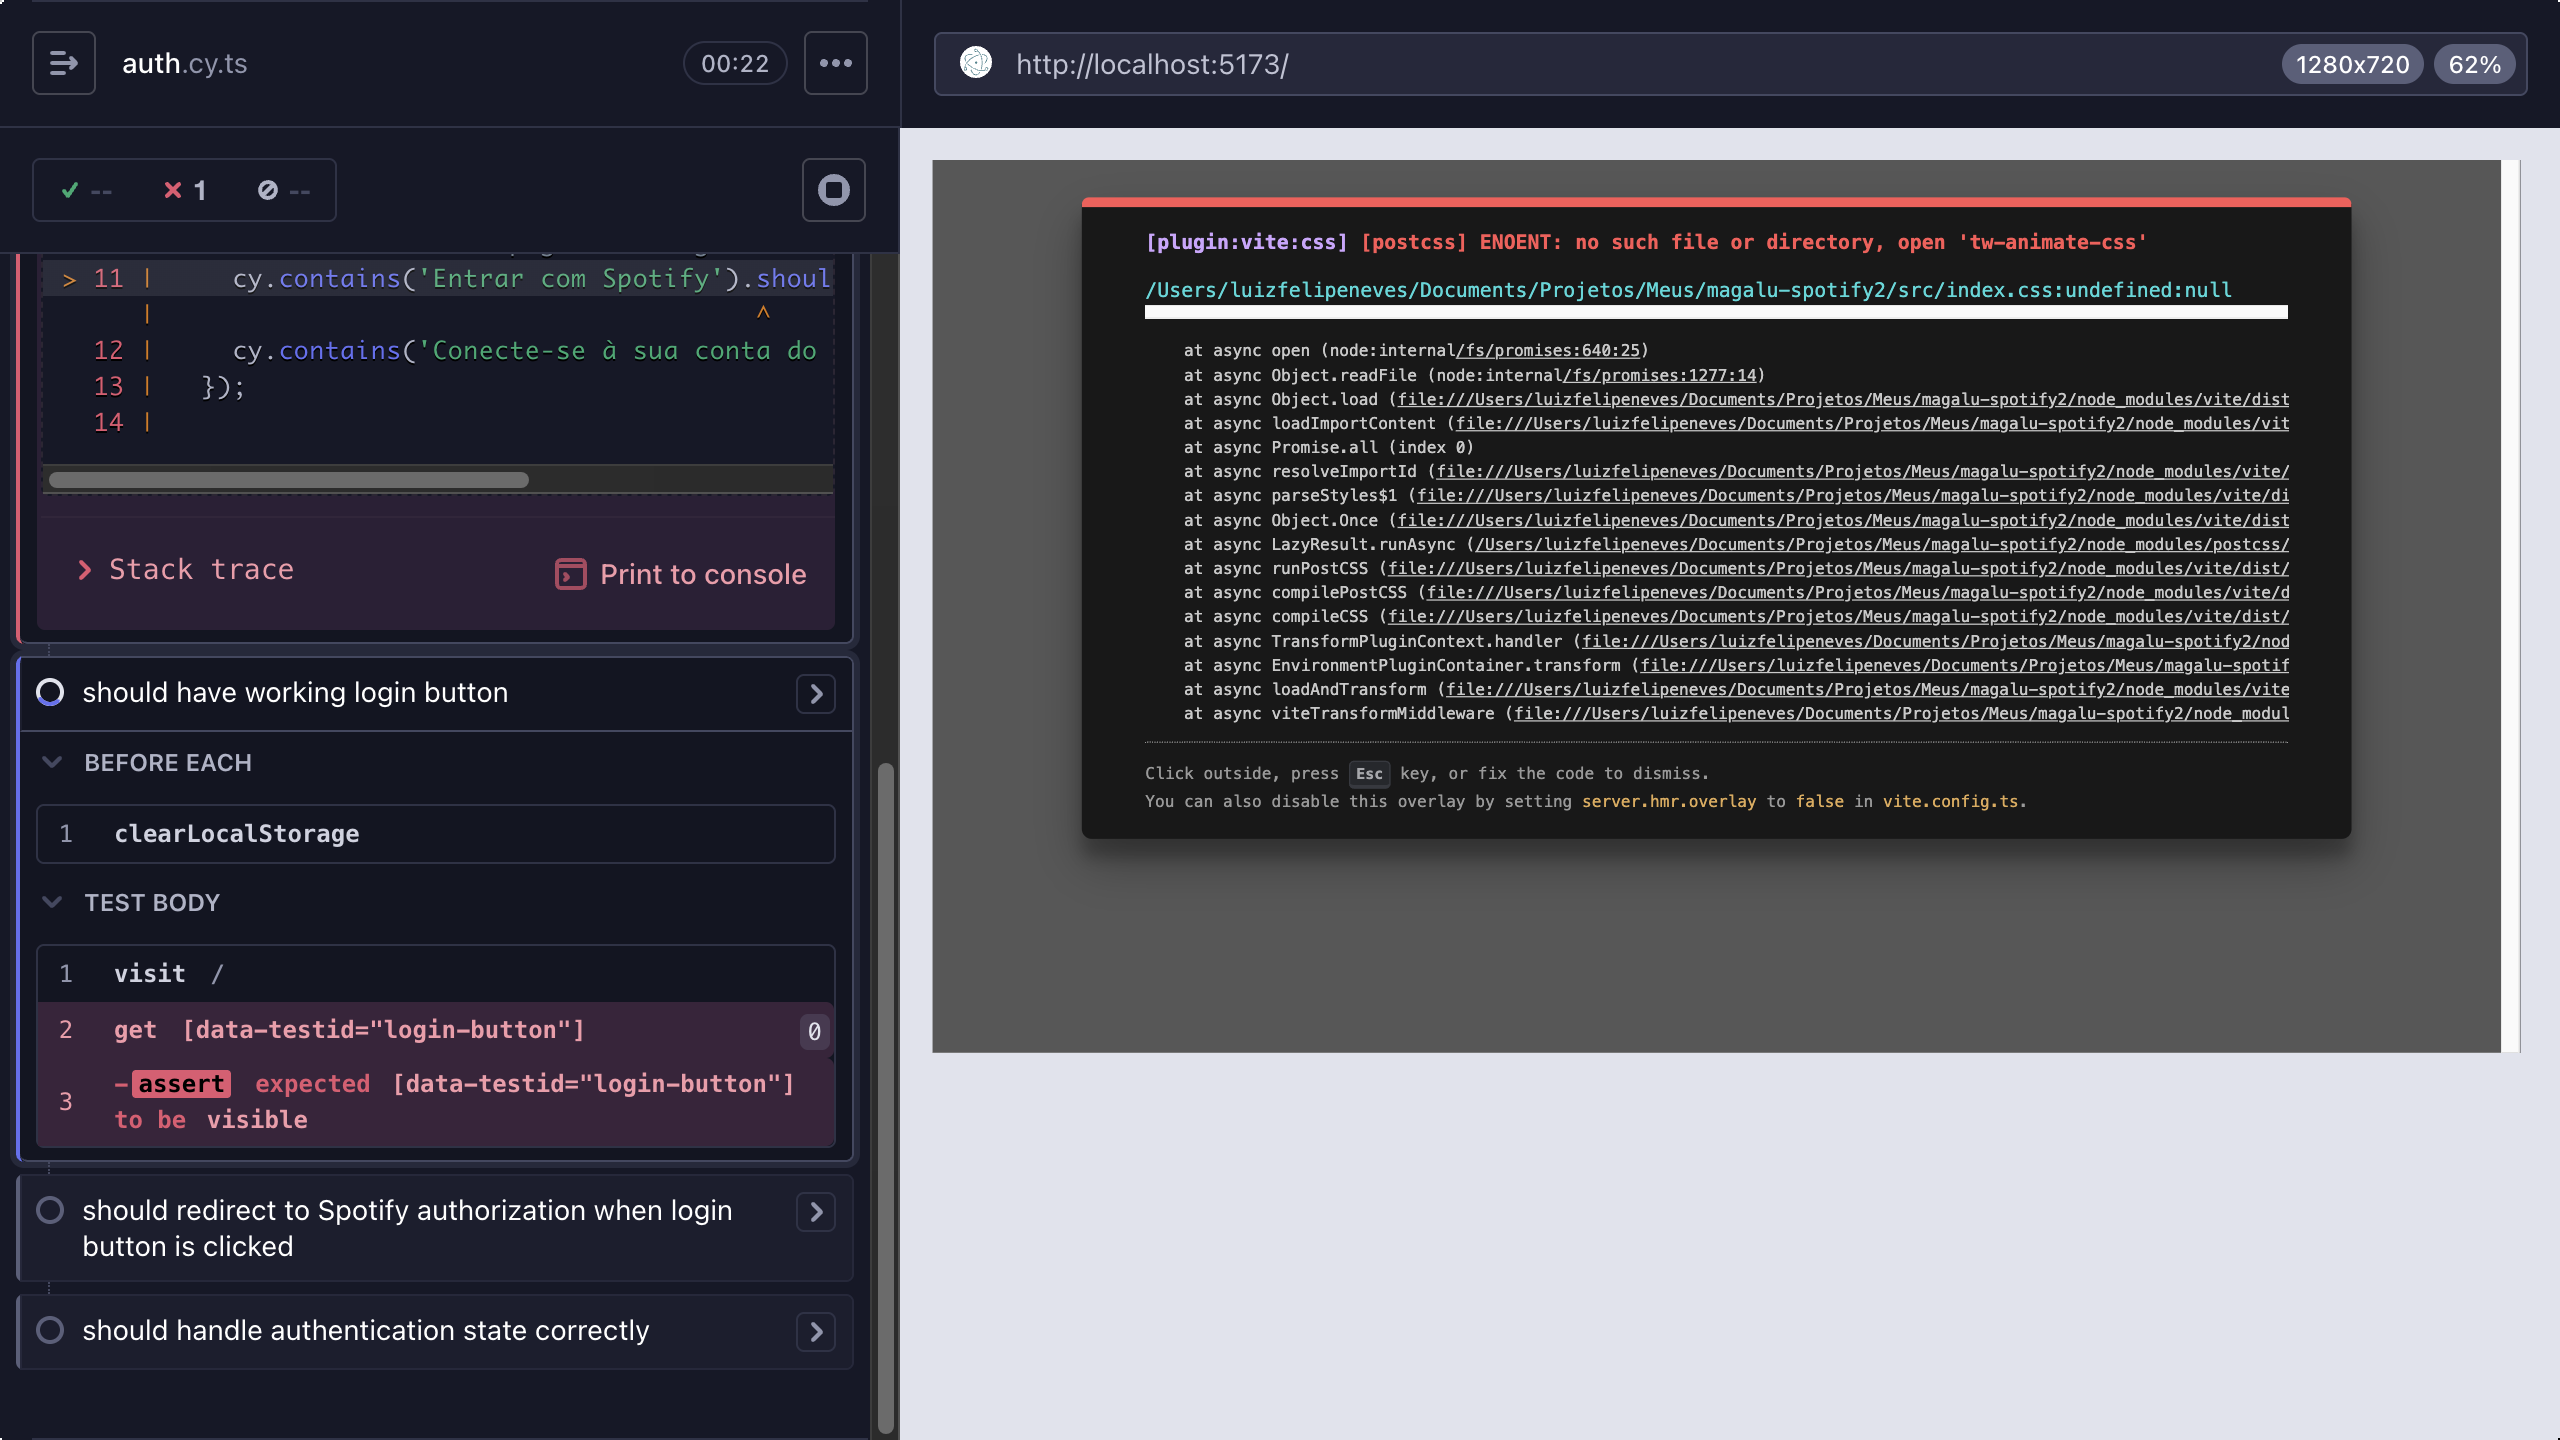 auth.cy.ts
00:22
-- 1 --
> 11 | cy.contains('Entrar com Spotify').shoul
| ^
12 | cy.contains('Conecte-se à sua conta do
13 | });
14 |
Stack trace
Print to console
should have working login button
BEFORE EACH
1 clearLocalStorage
TEST BODY
1 visit /
2 get [data-testid="login-button"] 0
3 -assert expected [data-testid="login-button"]
to be visible
should redirect to Spotify authorization when login
button is clicked
should handle authentication state correctly
http://localhost:5173/
1280x720 62%
[plugin:vite:css] [postcss] ENOENT: no such file or directory, open 'tw-animate-css'
/Users/luizfelipeneves/Documents/Projetos/Meus/magalu-spotify2/src/index.css:undefined:null
at async open (node:internal/fs/promises:640:25)
at async Object.readFile (node:internal/fs/promises:1277:14)
at async Object.load (file:///Users/luizfelipeneves/Documents/Projetos/Meus/magalu-spotify2/node_modules/vite/dist
at async loadImportContent (file:///Users/luizfelipeneves/Documents/Projetos/Meus/magalu-spotify2/node_modules/vit
at async Promise.all (index 0)
at async resolveImportId (file:///Users/luizfelipeneves/Documents/Projetos/Meus/magalu-spotify2/node_modules/vite/
at async parseStyles$1 (file:///Users/luizfelipeneves/Documents/Projetos/Meus/magalu-spotify2/node_modules/vite/di
at async Object.Once (file:///Users/luizfelipeneves/Documents/Projetos/Meus/magalu-spotify2/node_modules/vite/dist
at async LazyResult.runAsync (/Users/luizfelipeneves/Documents/Projetos/Meus/magalu-spotify2/node_modules/postcss/
at async runPostCSS (file:///Users/luizfelipeneves/Documents/Projetos/Meus/magalu-spotify2/node_modules/vite/dist/
at async compilePostCSS (file:///Users/luizfelipeneves/Documents/Projetos/Meus/magalu-spotify2/node_modules/vite/d
at async compileCSS (file:///Users/luizfelipeneves/Documents/Projetos/Meus/magalu-spotify2/node_modules/vite/dist/
at async TransformPluginContext.handler (file:///Users/luizfelipeneves/Documents/Projetos/Meus/magalu-spotify2/nod
at async EnvironmentPluginContainer.transform (file:///Users/luizfelipeneves/Documents/Projetos/Meus/magalu-spotif
at async loadAndTransform (file:///Users/luizfelipeneves/Documents/Projetos/Meus/magalu-spotify2/node_modules/vite
at async viteTransformMiddleware (file:///Users/luizfelipeneves/Documents/Projetos/Meus/magalu-spotify2/node_modul
Click outside, press Esc key, or fix the code to dismiss.
You can also disable this overlay by setting server.hmr.overlay to false in vite.config.ts.